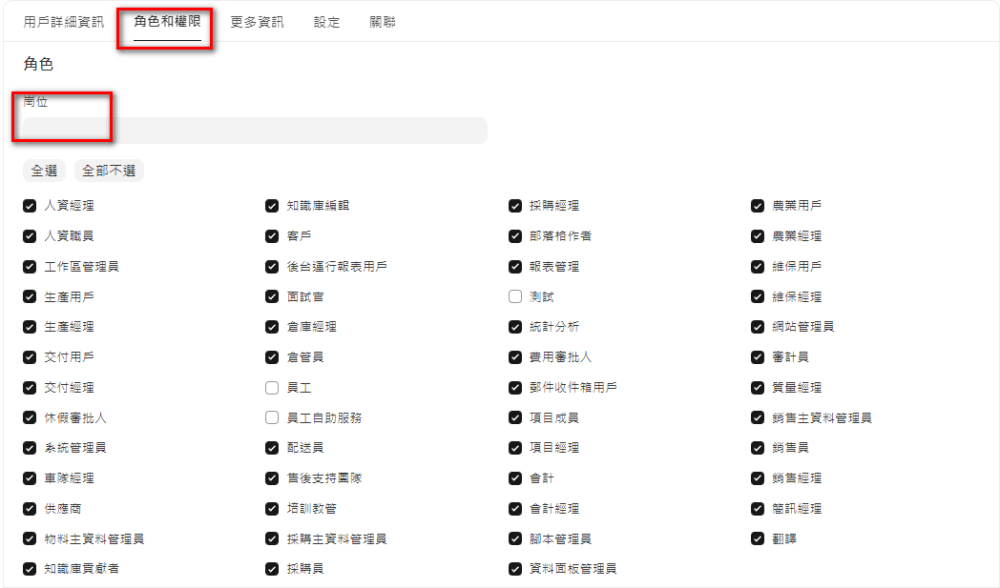 用戶詳細資訊 角色和權限 更多資訊 設定 關聯
角色
崗位
全選 全部不選
人資經理 知識庫編輯 採購經理 農業用戶
人資職員 客戶 部落格作者 農業經理
工作區管理員 後台運行報表用戶 報表管理 維保用戶
生產用戶 面試官 測試 維保經理
生產經理 倉庫經理 統計分析 網站管理員
交付用戶 倉管員 費用審批人 審計員
交付經理 員工 郵件收件箱用戶 質量經理
休假審批人 員工自助服務 項目成員 銷售主資料管理員
系統管理員 配送員 項目經理 銷售員
車隊經理 售後支持團隊 會計 銷售經理
供應商 培訓教管 會計經理 簡訊經理
物料主資料管理員 採購主資料管理員 腳本管理員 翻譯
知識庫貢獻者 採購員 資料面板管理員